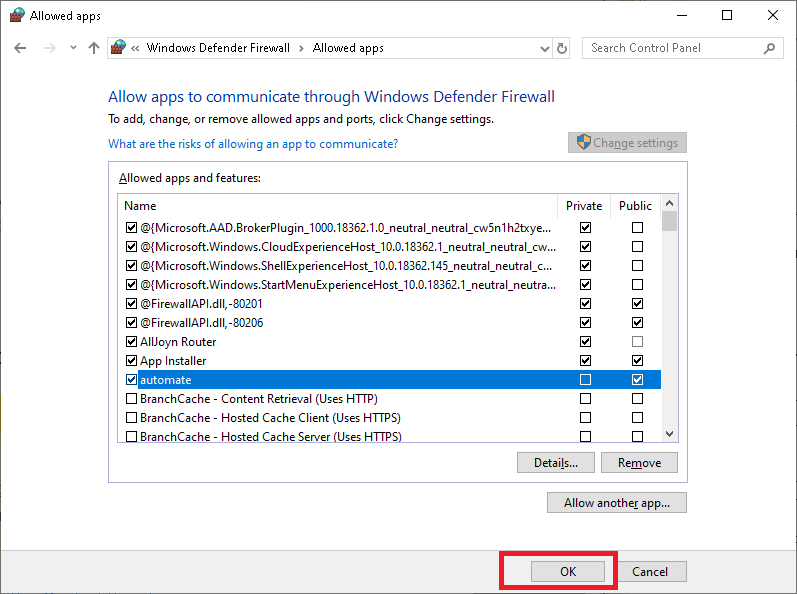 Allowed apps
« Windows Defender Firewall > Allowed apps
Search Control Panel
Allow apps to communicate through Windows Defender Firewall
To add, change, or remove allowed apps and ports, click Change settings.
What are the risks of allowing an app to communicate?
Change settings
Allowed apps and features:
Name Private Public
@{Microsoft.AAD.BrokerPlugin_1000.18362.1.0_neutral_neutral_cw5n1h2txye...
@{Microsoft.Windows.CloudExperienceHost_10.0.18362.1_neutral_neutral_cw...
@{Microsoft.Windows.ShellExperienceHost_10.0.18362.145_neutral_neutral_c...
@{Microsoft.Windows.StartMenuExperienceHost_10.0.18362.1_neutral_neutra...
@FirewallAPI.dll,-80201
@FirewallAPI.dll,-80206
AllJoyn Router
App Installer
automate
BranchCache - Content Retrieval (Uses HTTP)
BranchCache - Hosted Cache Client (Uses HTTPS)
BranchCache - Hosted Cache Server (Uses HTTPS)
Details... Remove
Allow another app...
OK Cancel